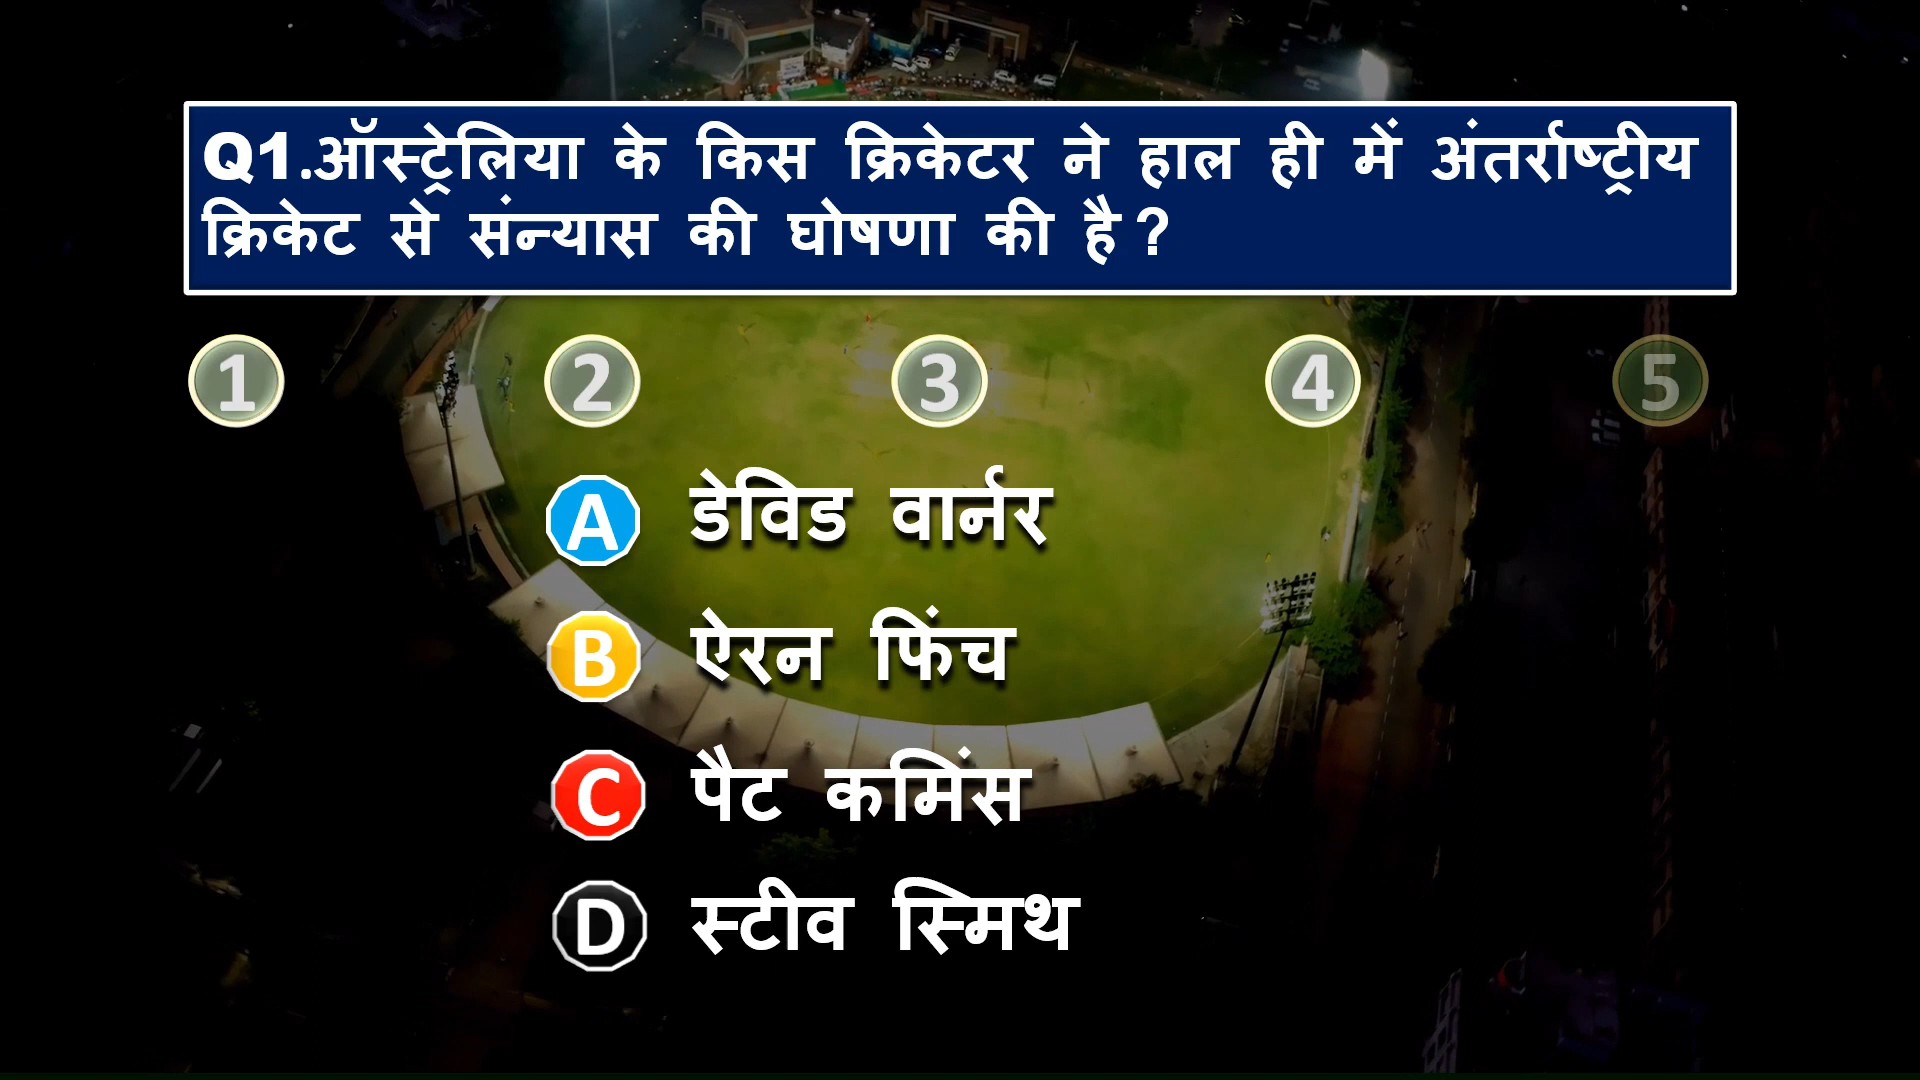 Q1.ऑस्ट्रेलिया के किस क्रिकेटर ने हाल ही में अंतर्राष्ट्रीय
क्रिकेट से संन्यास की घोषणा की है ?
1 2 3 4 5
A डेविड वार्नर
B ऐरन फिंच
C पैट कमिंस
D स्टीव स्मिथ